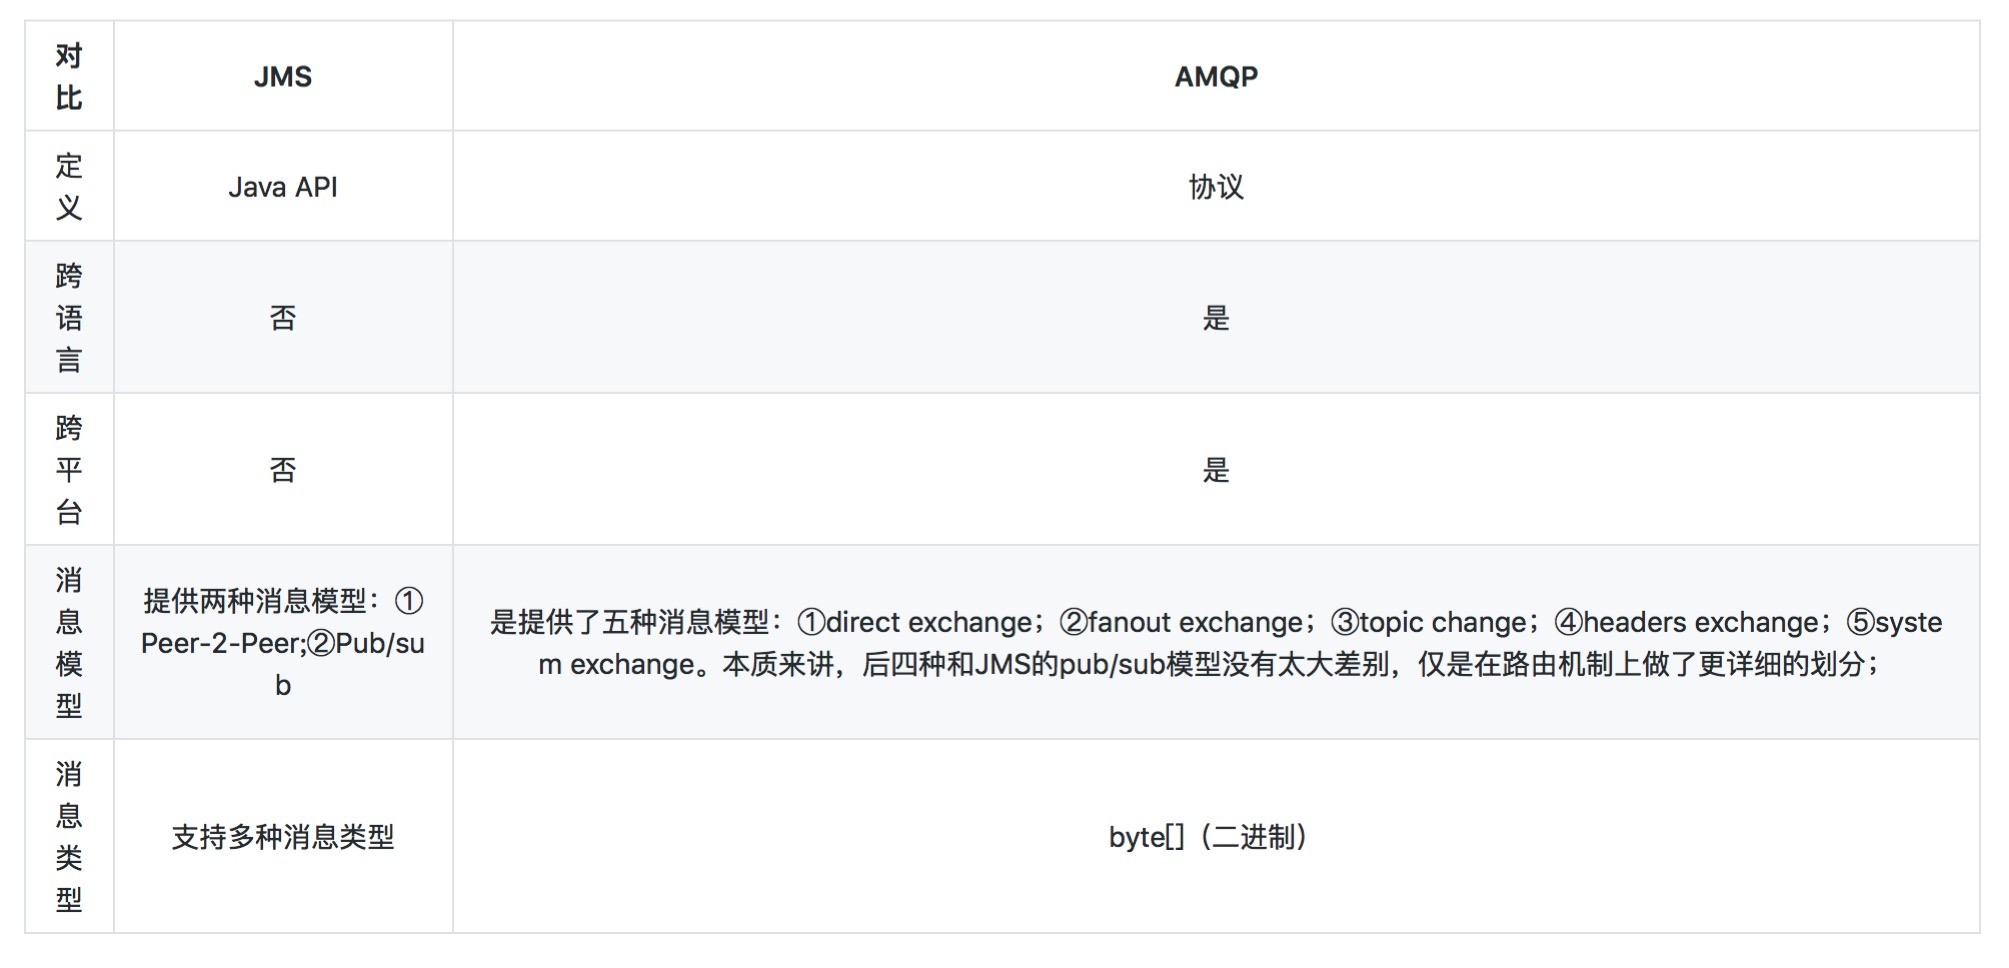 对
比
JMS
AMQP
定
义
Java API
协议
跨
语
言
否
是
跨
平
台
否
是
消
息
模
型
提供两种消息模型：①
Peer-2-Peer;②Pub/su
b
是提供了五种消息模型：①direct exchange；②fanout exchange；③topic change；④headers exchange；⑤syste
m exchange。本质来讲，后四种和JMS的pub/sub模型没有太大差别，仅是在路由机制上做了更详细的划分；
消
息
类
型
支持多种消息类型
byte[]（二进制）